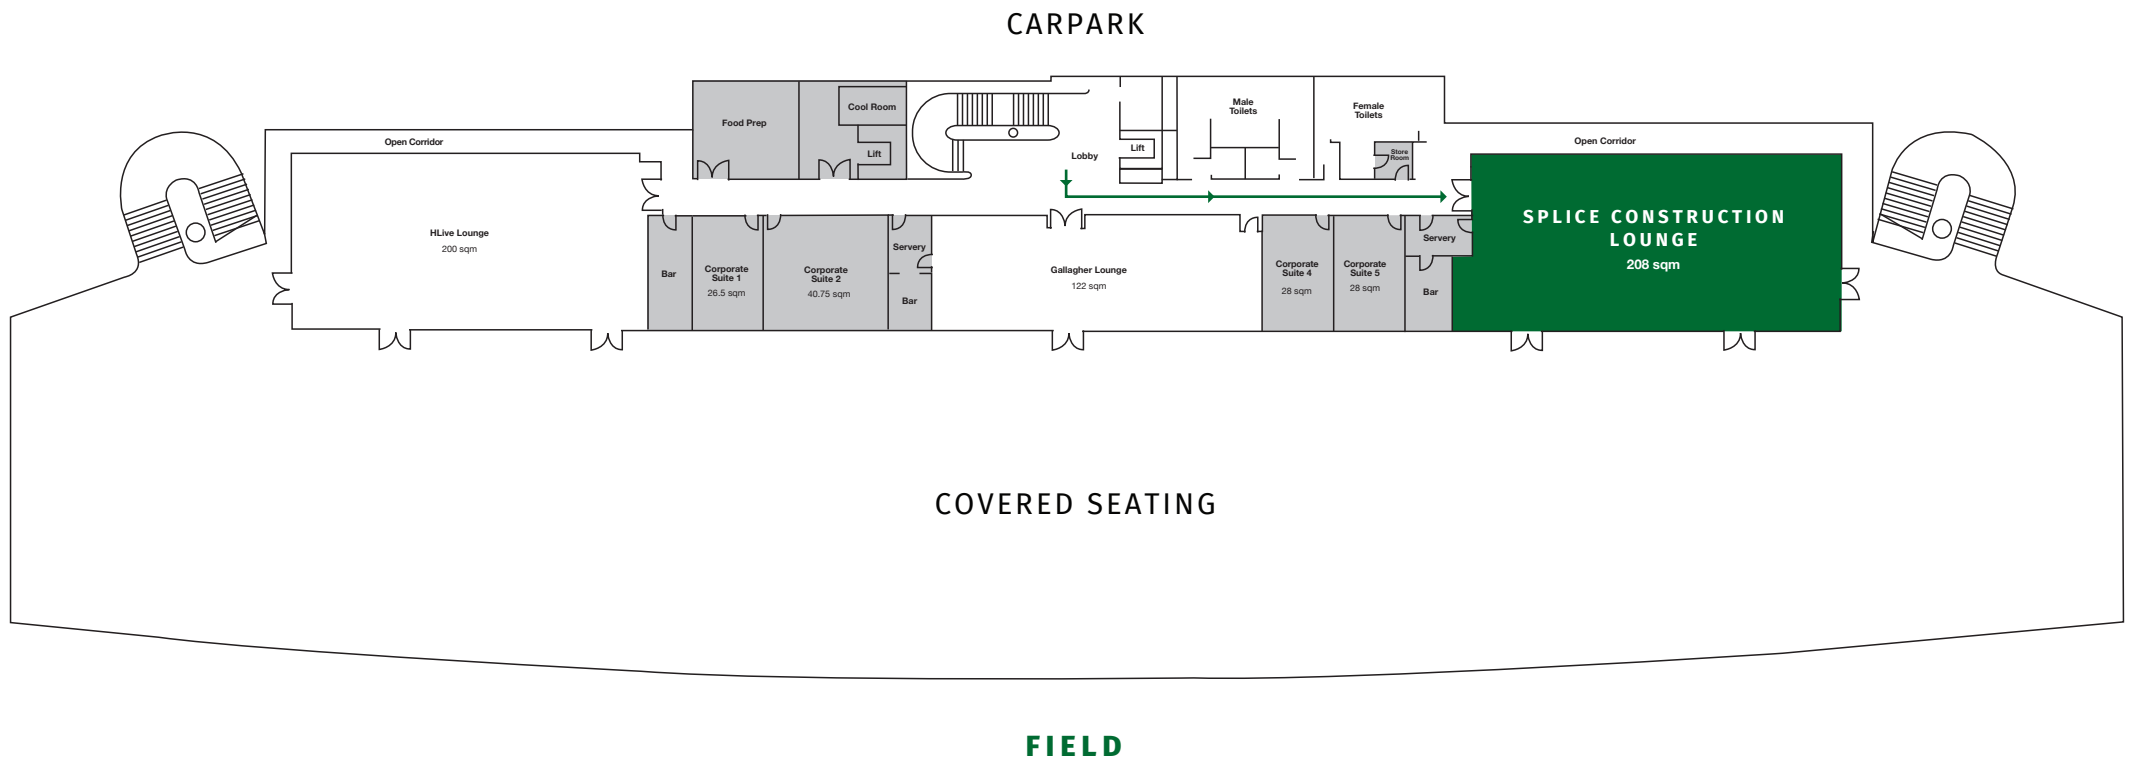 CARPARK
Open Corridor
Food Prep
Cool Room
Lift
Lobby
Lift
Male
Toilets
Female
Toilets
Store
Room
Open Corridor
HLive Lounge
200 sqm
Bar
Corporate
Suite 1
26.5 sqm
Corporate
Suite 2
40.75 sqm
Servery
Bar
Gallagher Lounge
122 sqm
Corporate
Suite 4
28 sqm
Corporate
Suite 5
28 sqm
Servery
Bar
SPLICE CONSTRUCTION
LOUNGE
208 sqm
COVERED SEATING
FIELD